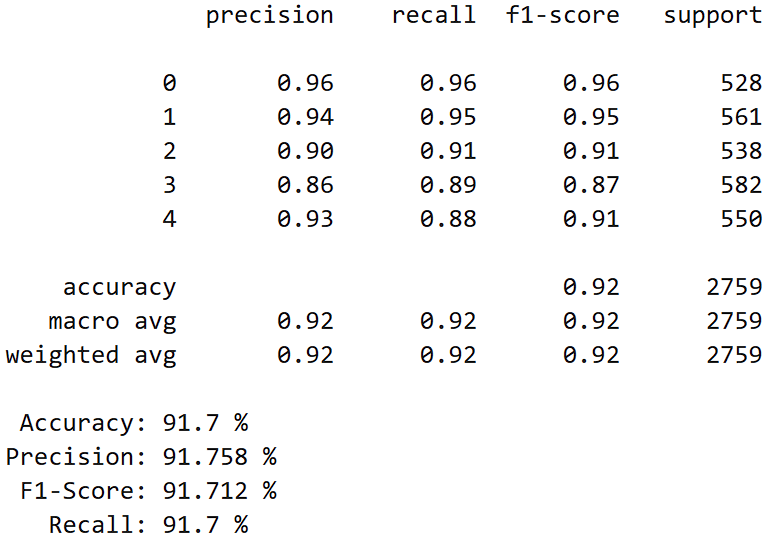 precision recall f1-score support
0 0.96 0.96 0.96 528
1 0.94 0.95 0.95 561
2 0.90 0.91 0.91 538
3 0.86 0.89 0.87 582
4 0.93 0.88 0.91 550
accuracy 0.92 2759
macro avg 0.92 0.92 0.92 2759
weighted avg 0.92 0.92 0.92 2759
Accuracy: 91.7 %
Precision: 91.758 %
F1-Score: 91.712 %
Recall: 91.7 %